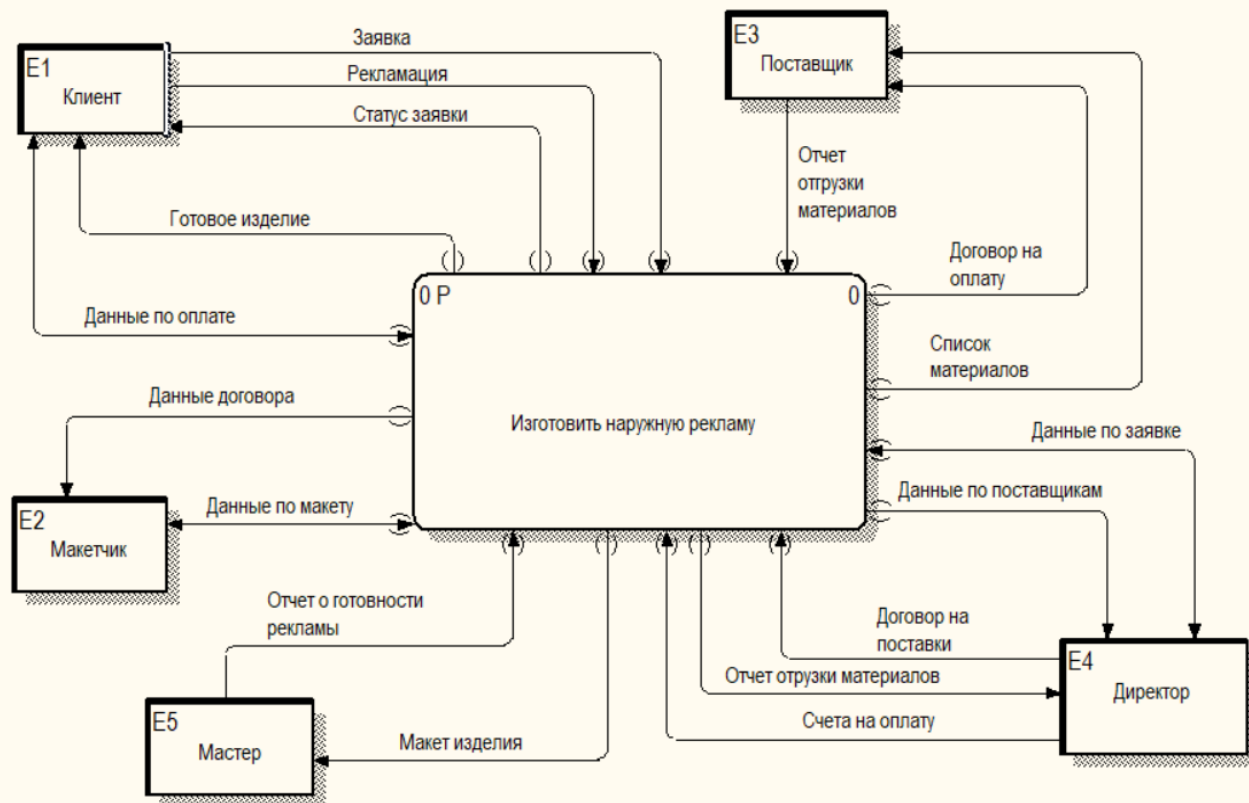 E1
Клиент
Заявка
Рекламация
Статус заявки
Готовое изделие
Данные по оплате
E3
Поставщик
Отчет
отгрузки
материалов
Договор на
оплату
Список
материалов
0 P
0
Изготовить наружную рекламу
Данные договора
E2
Макетчик
Данные по макету
Данные по заявке
Данные по поставщикам
Отчет о готовности
рекламы
E5
Мастер
Макет изделия
Договор на
поставки
Отчет отрузки материалов
Счета на оплату
E4
Директор